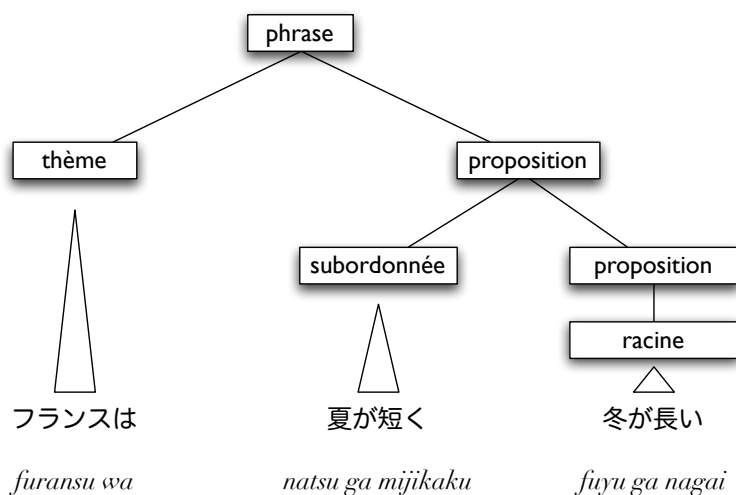 phrase
thème
proposition
subordonnée
proposition
racine
フランスは
夏が短く
冬が長い
furansu wa
natsu ga mijikaku
fuyu ga nagai